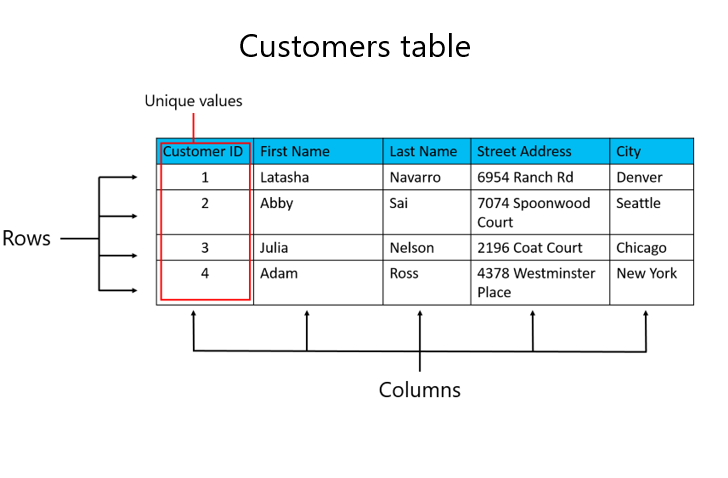 Customers table
Unique values
Customer ID First Name Last Name Street Address City
1 Latasha Navarro 6954 Ranch Rd Denver
2 Abby Sai 7074 Spoonwood Seattle
Court
Rows
3 Julia Nelson 2196 Coat Court Chicago
4 Adam Ross 4378 Westminster New York
Place
Columns